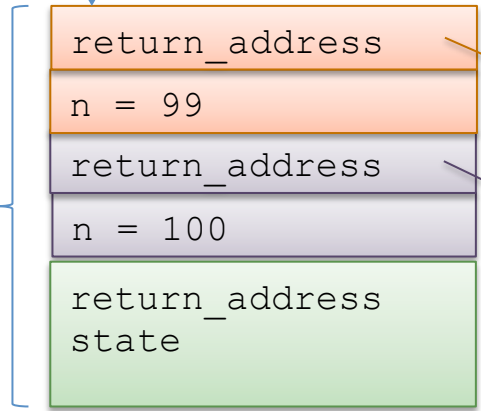 return_address
n = 99
return_address
n = 100
return_address
state